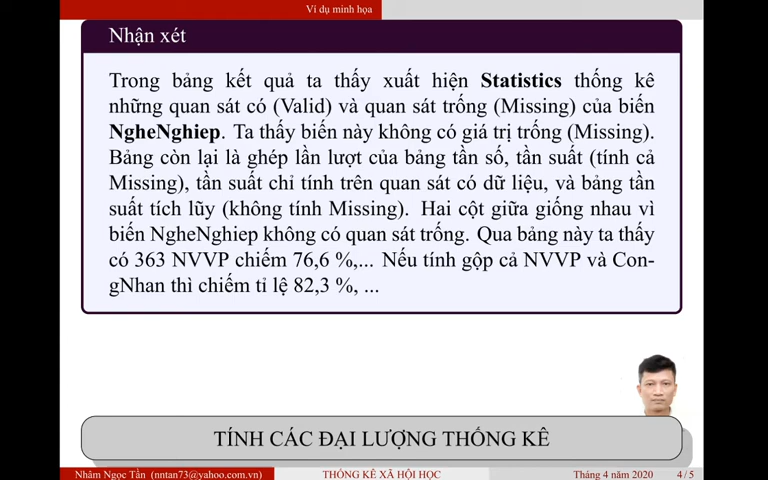 Ví dụ minh họa
Nhận xét
Trong bảng kết quả ta thấy xuất hiện Statistics thống kê
những quan sát có (Valid) và quan sát trống (Missing) của biến
NgheNghiep. Ta thấy biến này không có giá trị trống (Missing).
Bảng còn lại là ghép lần lượt của bảng tần số, tần suất (tính cả
Missing), tần suất chỉ tính trên quan sát có dữ liệu, và bảng tần
suất tích lũy (không tính Missing). Hai cột giữa giống nhau vì
biến NgheNghiep không có quan sát trống. Qua bảng này ta thấy
có 363 NVVP chiếm 76,6 %,... Nếu tính gộp cả NVVP và Con-
gNhan thì chiếm tỉ lệ 82,3 %, ...
TÍNH CÁC ĐẠI LƯỢNG THỐNG KÊ
Nhâm Ngọc Tần (nntan73@yahoo.com.vn) THỐNG KÊ XÃ HỘI HỌC Tháng 4 năm 2020 4/5